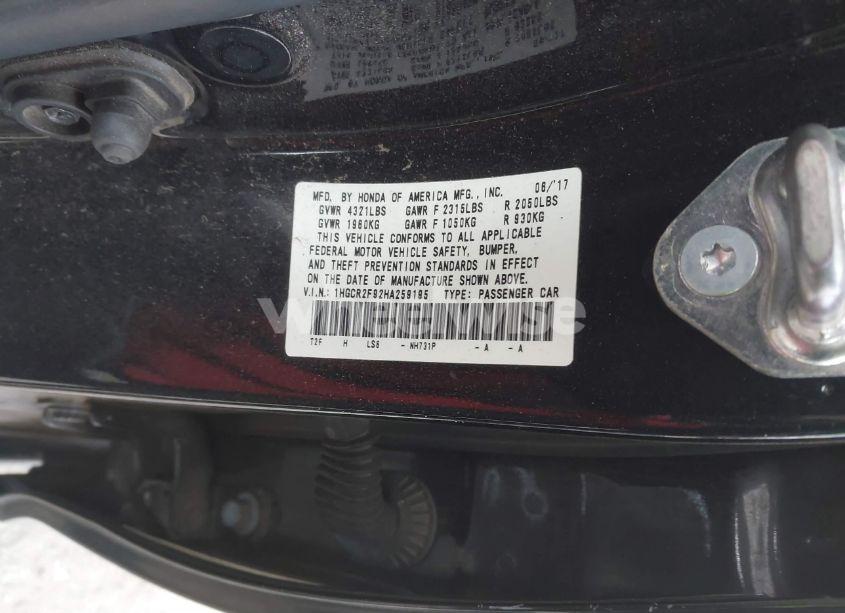 MFD. BY HONDA OF AMERICA MFG., INC. 06/'17
GVWR 4321LBS GAWR F 2315LBS R 2050LBS
GVWR 1960KG GAWR F 1050KG R 930KG
THIS VEHICLE CONFORMS TO ALL APPLICABLE
FEDERAL MOTOR VEHICLE SAFETY, BUMPER,
AND THEFT PREVENTION STANDARDS IN EFFECT
ON THE DATE OF MANUFACTURE SHOWN ABOVE.
V.I.N.: 1HGCR2F92HA259195 TYPE: PASSENGER CAR
T2F H LS6 - NH731P - A - A